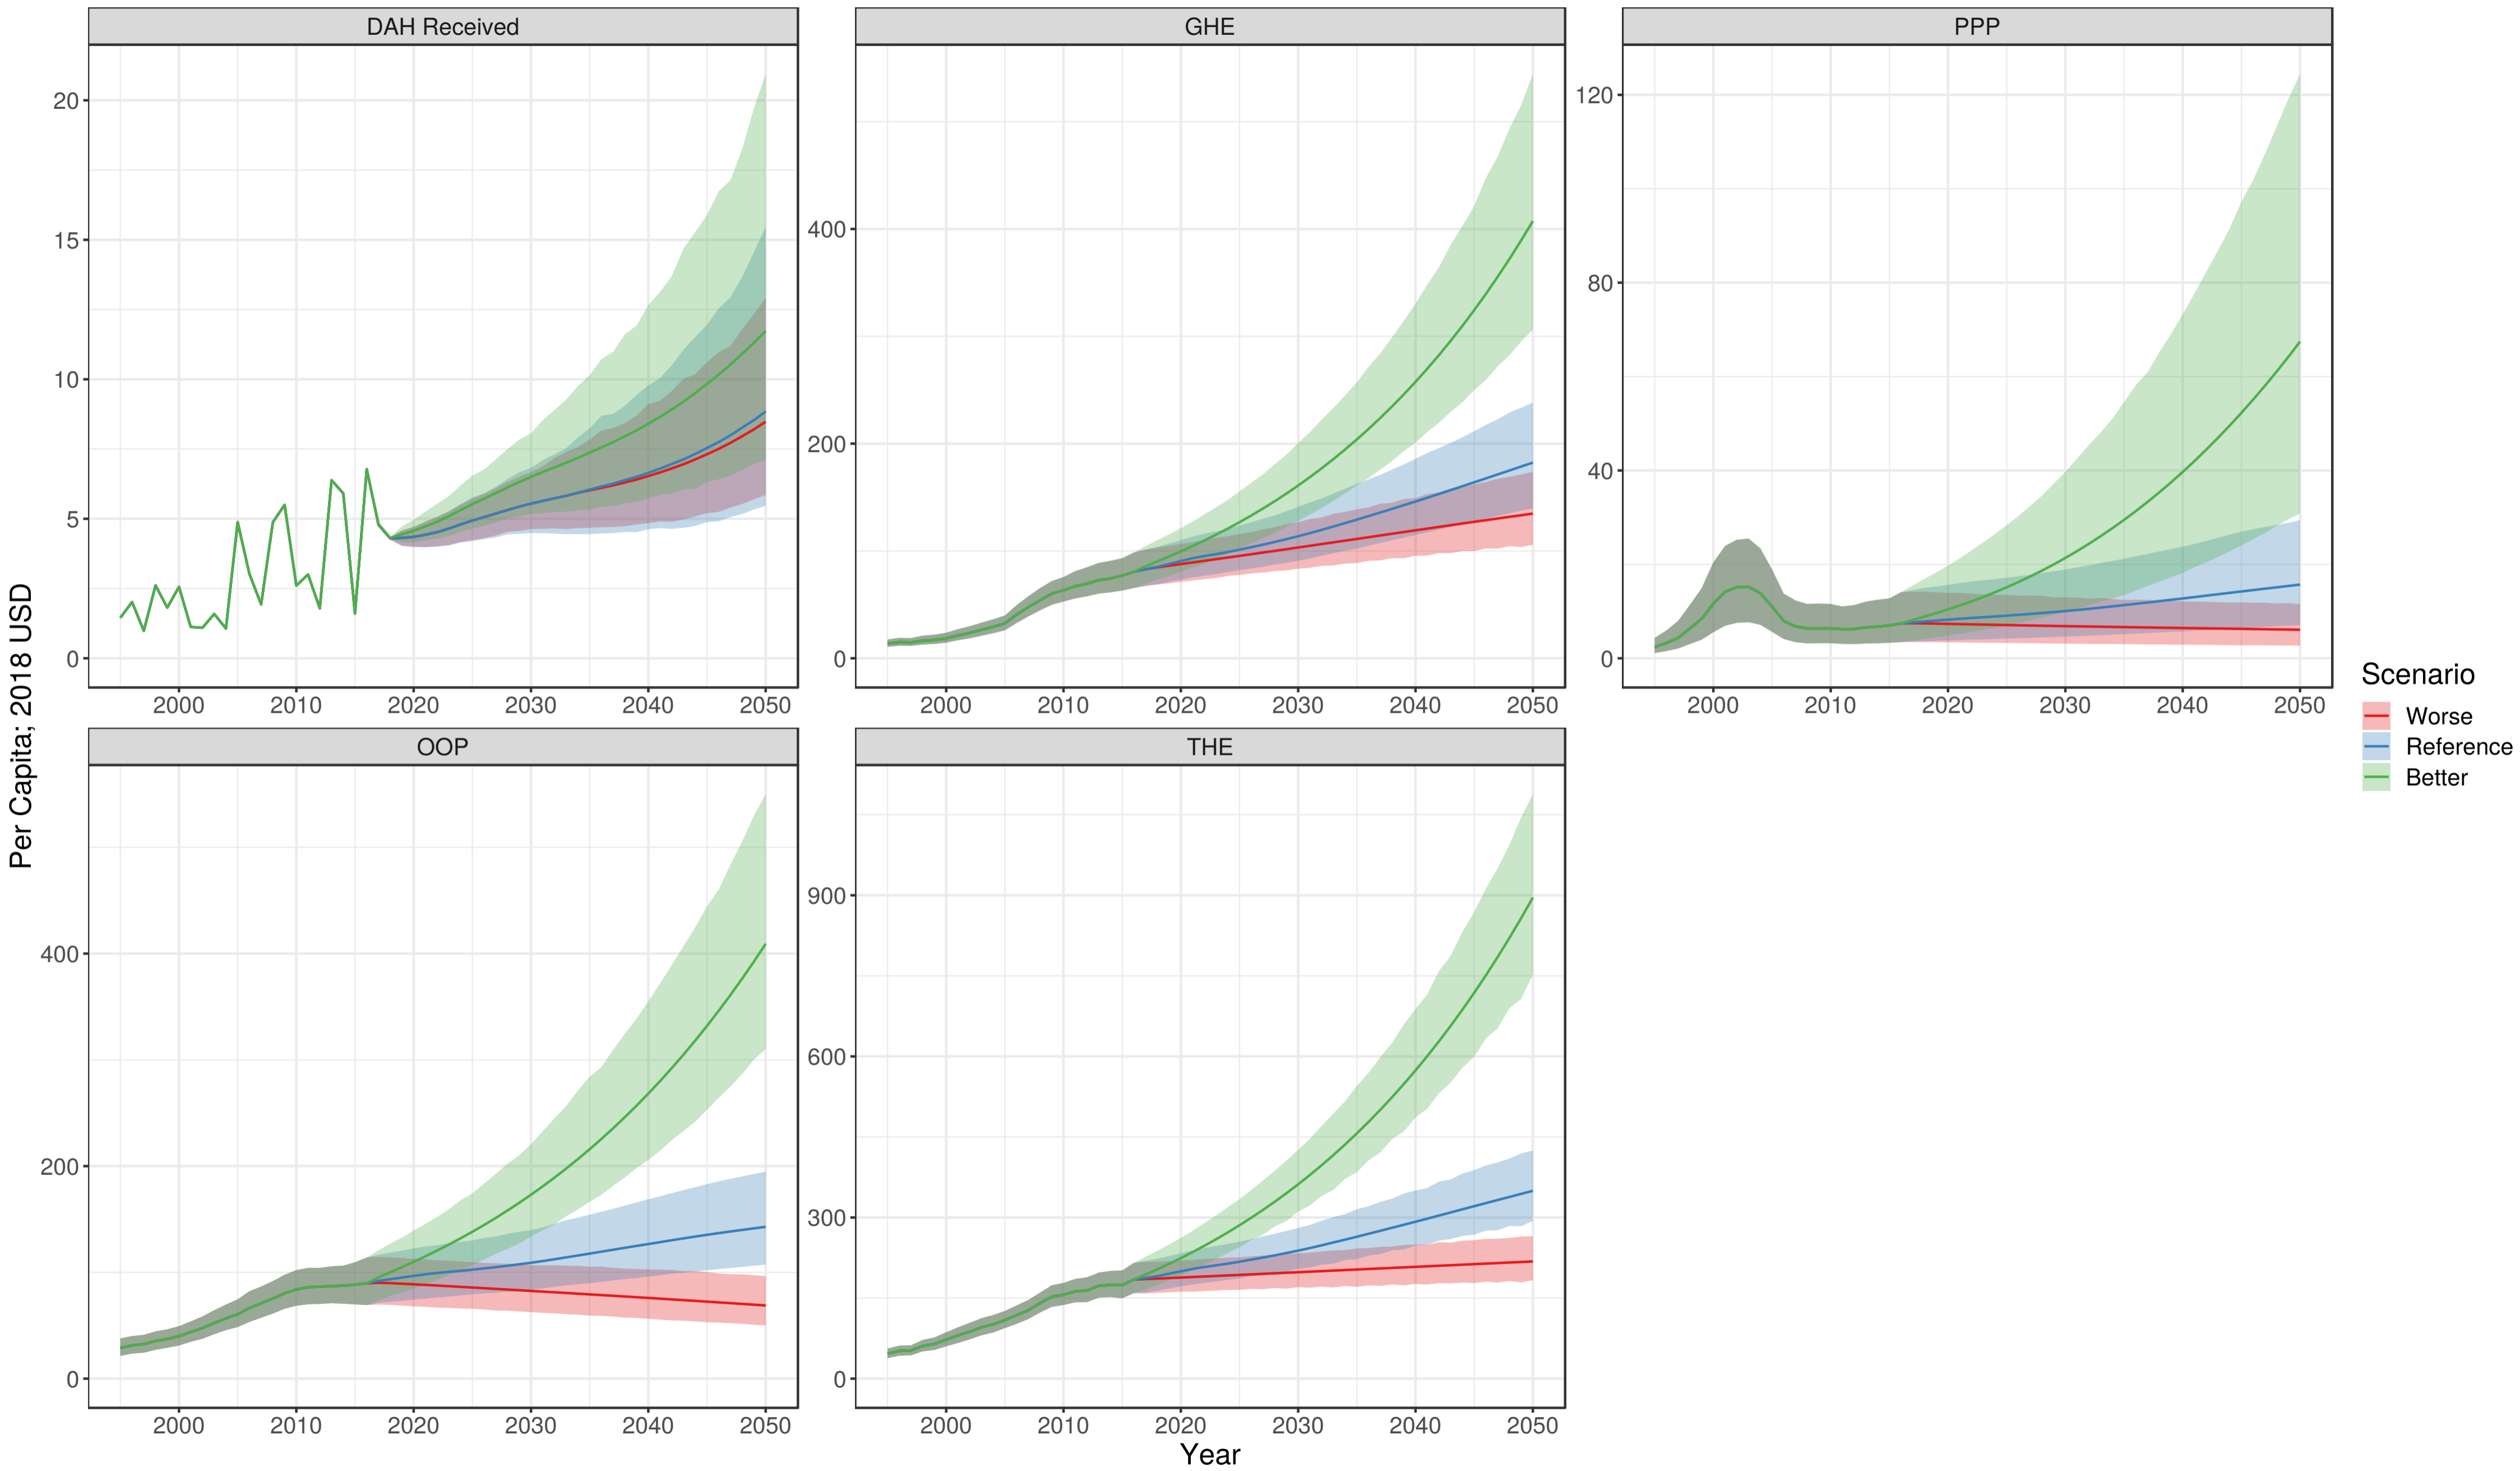 DAH Received
GHE
PPP
20
15
10
5
0
400
200
0
120
80
40
0
2000 2010 2020 2030 2040 2050
2000 2010 2020 2030 2040 2050
2000 2010 2020 2030 2040 2050
Per Capita; 2018 USD
OOP
THE
400
200
0
900
600
300
0
2000 2010 2020 2030 2040 2050
2000 2010 2020 2030 2040 2050
Year
Scenario
Worse
Reference
Better